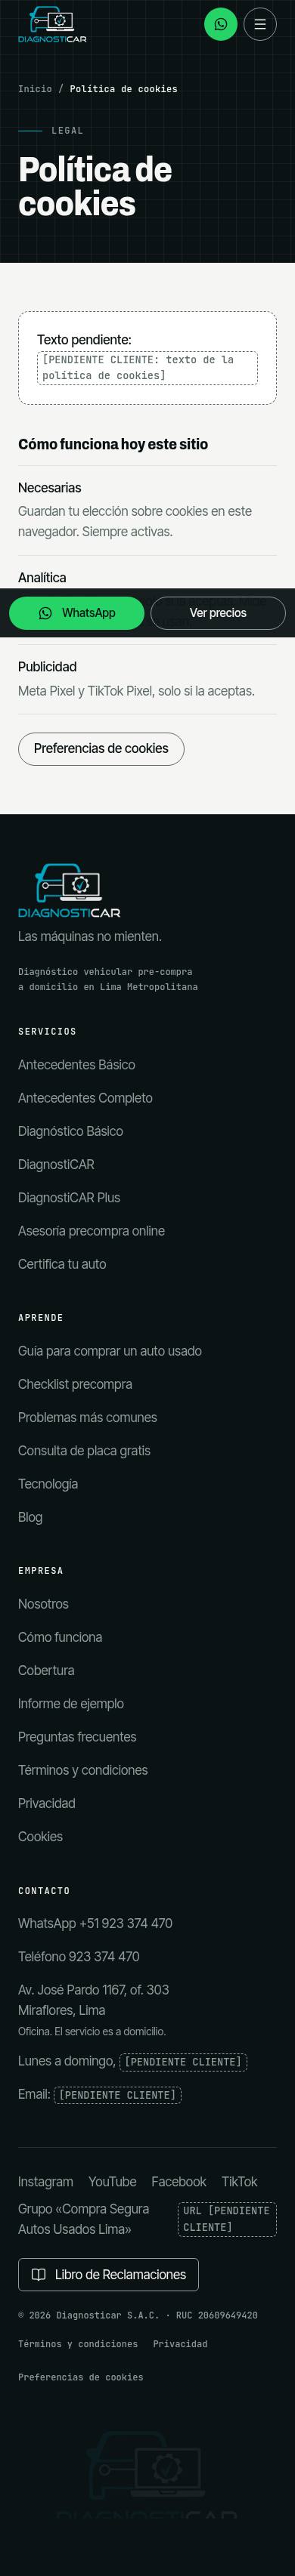 DIAGNOSTICAR
Inicio / Política de cookies
LEGAL
Política de
cookies
Texto pendiente:
[PENDIENTE CLIENTE: texto de la
política de cookies]
Cómo funciona hoy este sitio
Necesarias
Guardan tu elección sobre cookies en este
navegador. Siempre activas.
Analítica
WhatsApp
Ver precios
Publicidad
Meta Pixel y TikTok Pixel, solo si la aceptas.
Preferencias de cookies
DIAGNOSTICAR
Las máquinas no mienten.
Diagnóstico vehicular pre-compra
a domicilio en Lima Metropolitana
SERVICIOS
Antecedentes Básico
Antecedentes Completo
Diagnóstico Básico
DiagnostiCAR
DiagnostiCAR Plus
Asesoría precompra online
Certifica tu auto
APRENDE
Guía para comprar un auto usado
Checklist precompra
Problemas más comunes
Consulta de placa gratis
Tecnología
Blog
EMPRESA
Nosotros
Cómo funciona
Cobertura
Informe de ejemplo
Preguntas frecuentes
Términos y condiciones
Privacidad
Cookies
CONTACTO
WhatsApp +51 923 374 470
Teléfono 923 374 470
Av. José Pardo 1167, of. 303
Miraflores, Lima
Oficina. El servicio es a domicilio.
Lunes a domingo, [PENDIENTE CLIENTE]
Email: [PENDIENTE CLIENTE]
Instagram YouTube Facebook TikTok
Grupo «Compra Segura
Autos Usados Lima»
URL [PENDIENTE
CLIENTE]
Libro de Reclamaciones
© 2026 Diagnosticar S.A.C. · RUC 20609649420
Términos y condiciones Privacidad
Preferencias de cookies
DIAGNOSTICAR